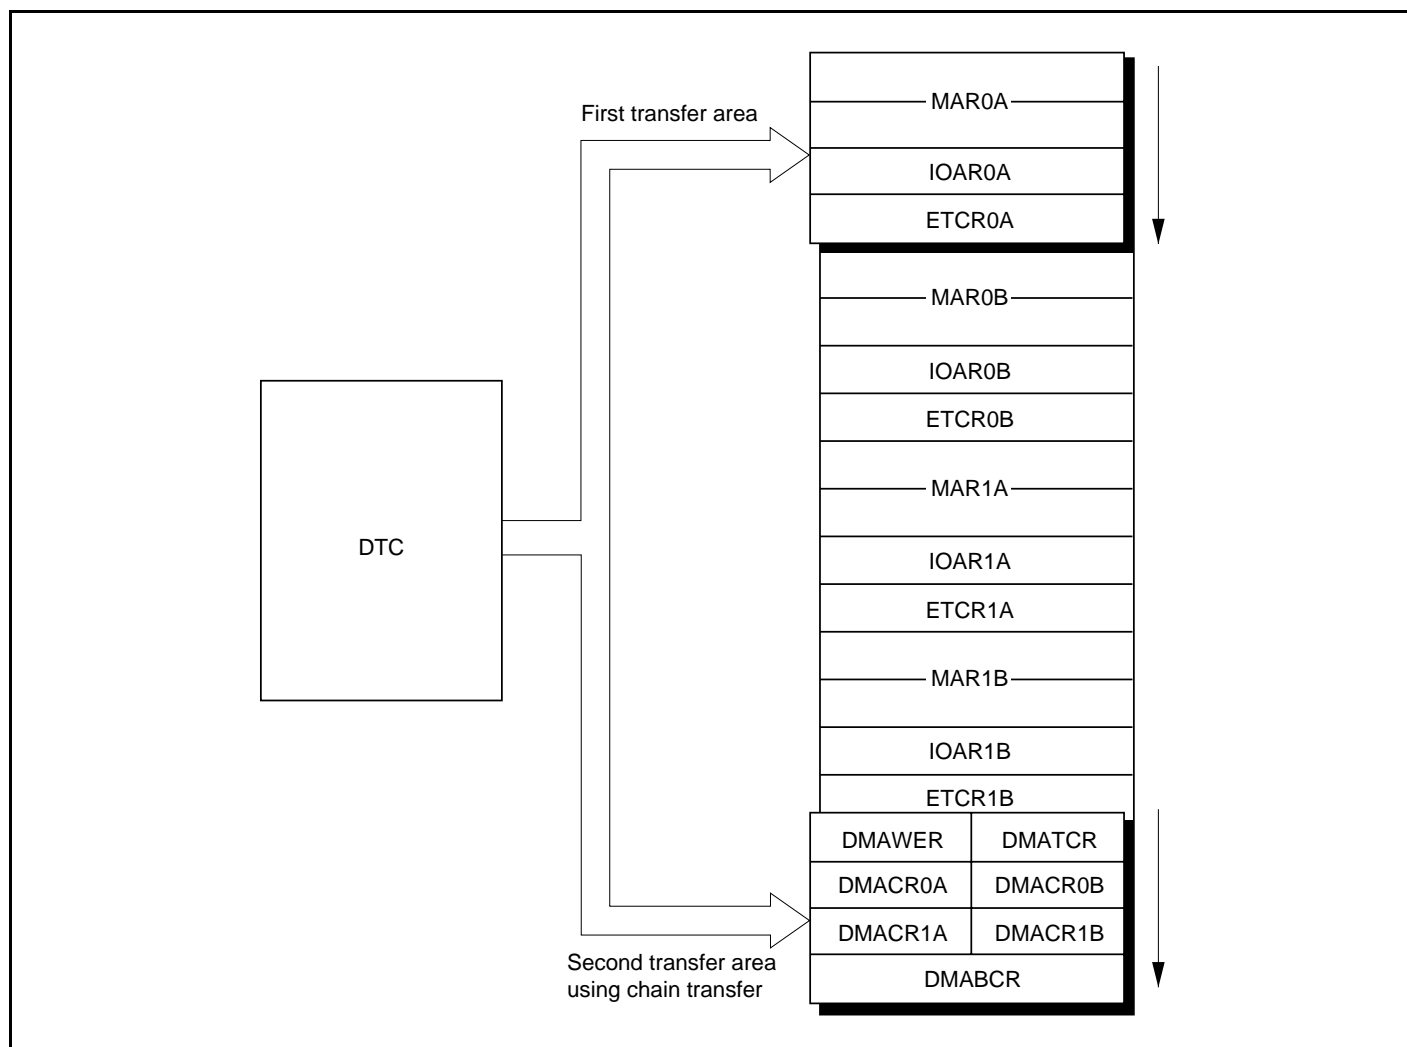 First transfer area
MAR0A
IOAR0A
ETCR0A
MAR0B
IOAR0B
ETCR0B
MAR1A
IOAR1A
ETCR1A
MAR1B
IOAR1B
ETCR1B
DTC
DMAWER DMATCR
DMACR0A DMACR0B
DMACR1A DMACR1B
DMABCR
Second transfer area
using chain transfer